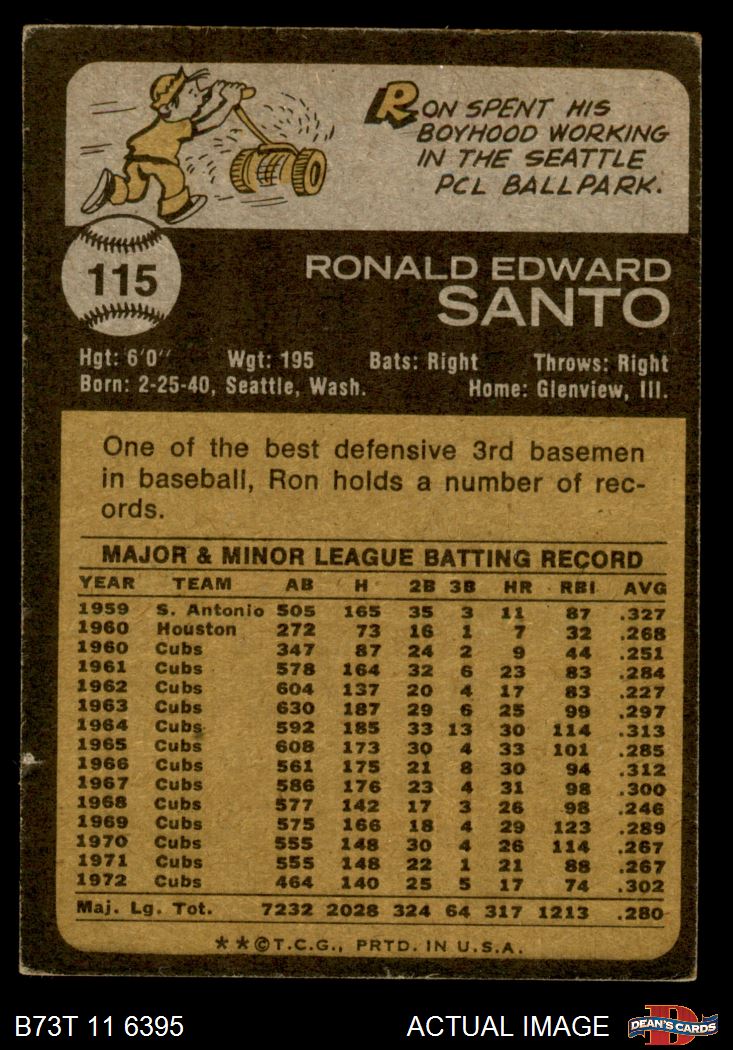 RON SPENT HIS
BOYHOOD WORKING
IN THE SEATTLE
PCL BALLPARK.
115
RONALD EDWARD
SANTO
Hgt: 6'0" Wgt: 195 Bats: Right Throws: Right
Born: 2-25-40, Seattle, Wash. Home: Glenview, Ill.
One of the best defensive 3rd basemen
in baseball, Ron holds a number of rec-
ords.
MAJOR & MINOR LEAGUE BATTING RECORD
YEAR TEAM AB H 2B 3B HR RBI AVG
1959 S. Antonio 505 165 35 3 11 87 .327
1960 Houston 272 73 16 1 7 32 .268
1960 Cubs 347 87 24 2 9 44 .251
1961 Cubs 578 164 32 6 23 83 .284
1962 Cubs 604 137 20 4 17 83 .227
1963 Cubs 630 187 29 6 25 99 .297
1964 Cubs 592 185 33 13 30 114 .313
1965 Cubs 608 173 30 4 33 101 .285
1966 Cubs 561 175 21 8 30 94 .312
1967 Cubs 586 176 23 4 31 98 .300
1968 Cubs 577 142 17 3 26 98 .246
1969 Cubs 575 166 18 4 29 123 .289
1970 Cubs 555 148 30 4 26 114 .267
1971 Cubs 555 148 22 1 21 88 .267
1972 Cubs 464 140 25 5 17 74 .302
Maj. Lg. Tot. 7232 2028 324 64 317 1213 .280
**©T.C.G., PRTD. IN U.S.A.
B73T 11 6395 ACTUAL IMAGE
D
DEAN'S CARDS